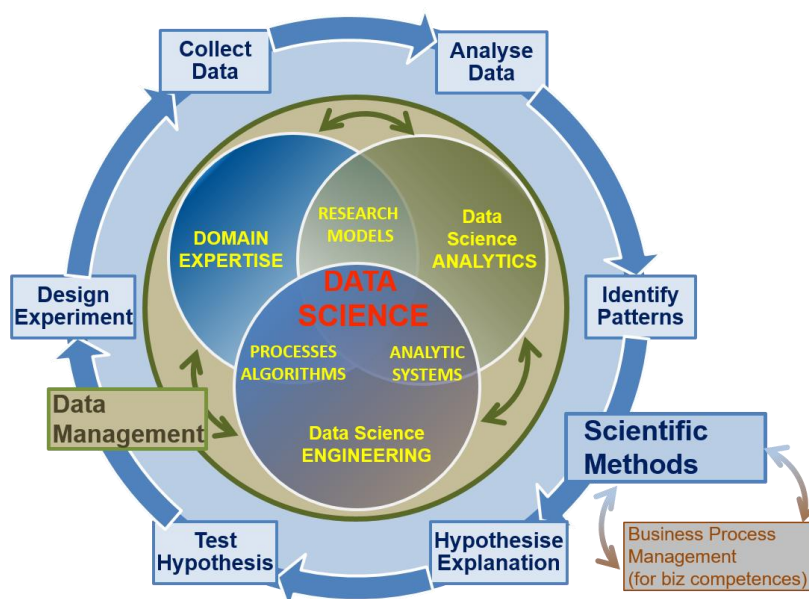 Collect
Data
Analyse
Data
RESEARCH
MODELS
DOMAIN
EXPERTISE
Data
Science
ANALYTICS
DATA
SCIENCE
Design
Experiment
Identify
Patterns
PROCESSES
ALGORITHMS
ANALYTIC
SYSTEMS
Data
Management
Data Science
ENGINEERING
Scientific
Methods
Test
Hypothesis
Hypothesise
Explanation
Business Process
Management
(for biz competences)